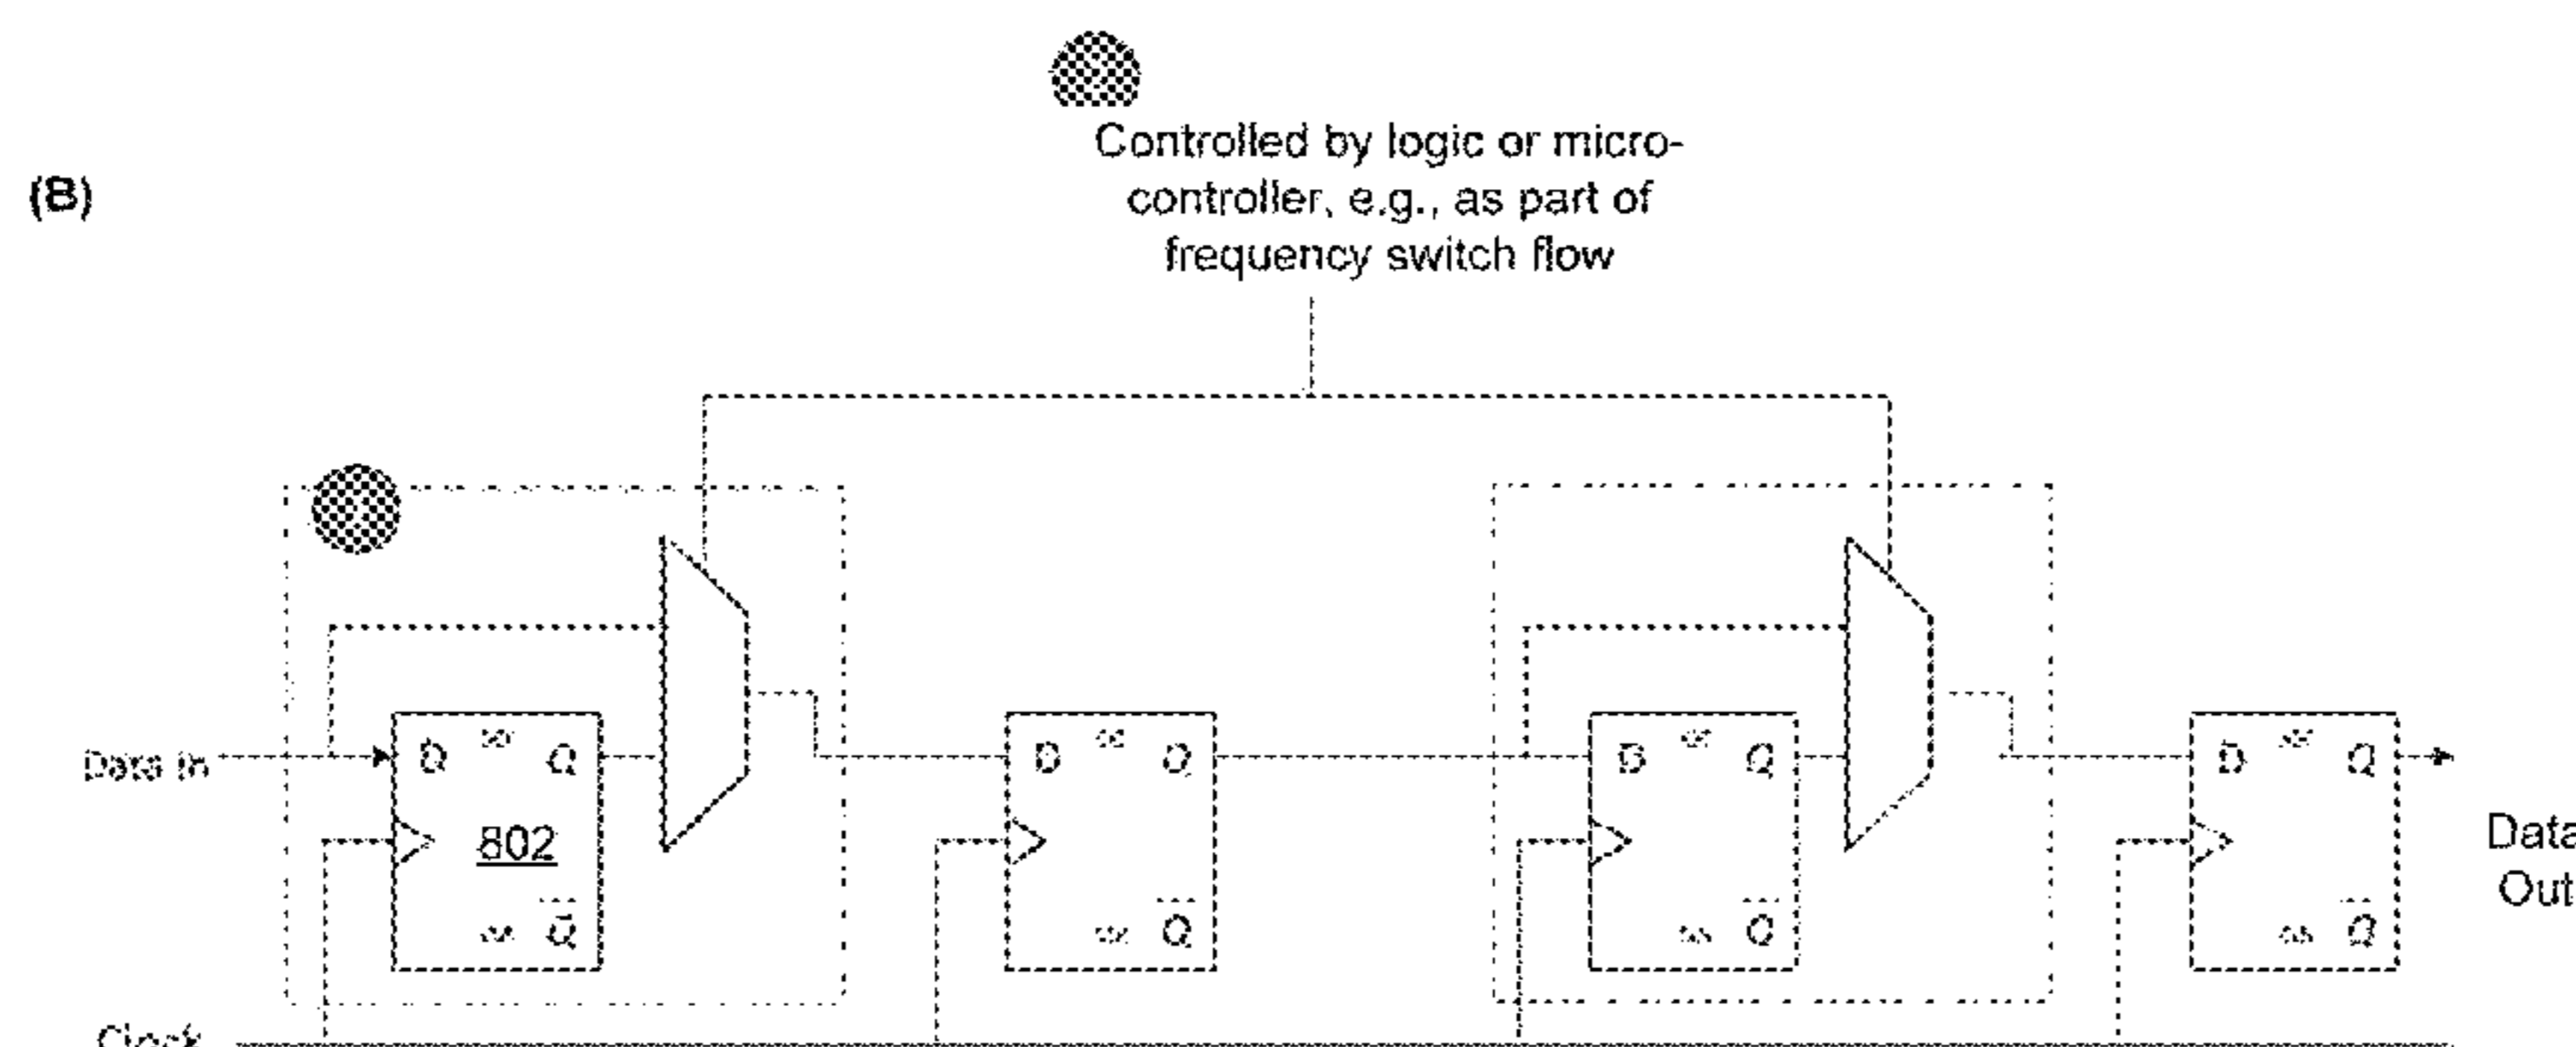 Controlled by logic or micro-
(B)
controller, e.g., as part of
frequency switch flow
Data In
D Q D Q D Q D Q
Data
802
Out
Q Q Q Q
Clock